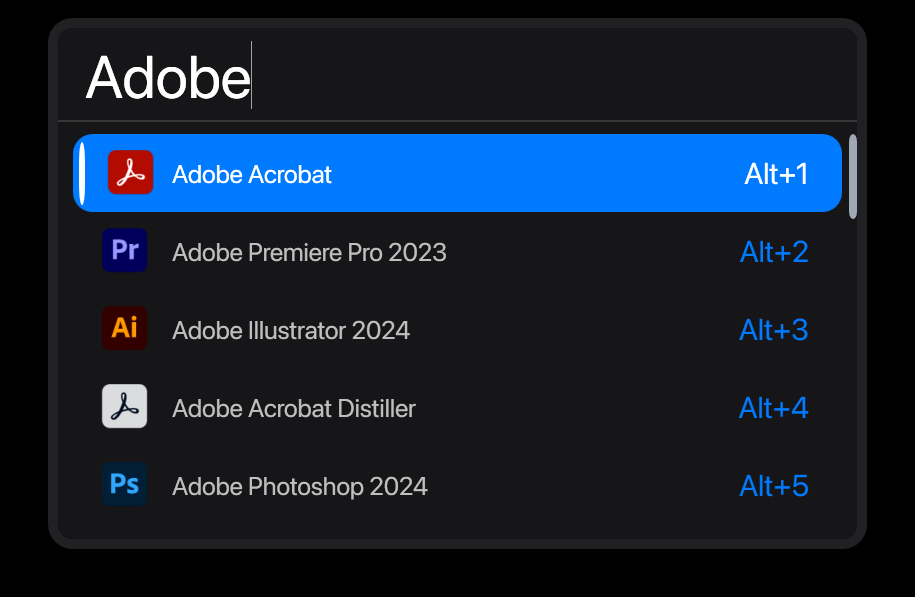 Adobe
Adobe Acrobat Alt+1
Pr Adobe Premiere Pro 2023 Alt+2
Ai Adobe Illustrator 2024 Alt+3
Adobe Acrobat Distiller Alt+4
Ps Adobe Photoshop 2024 Alt+5